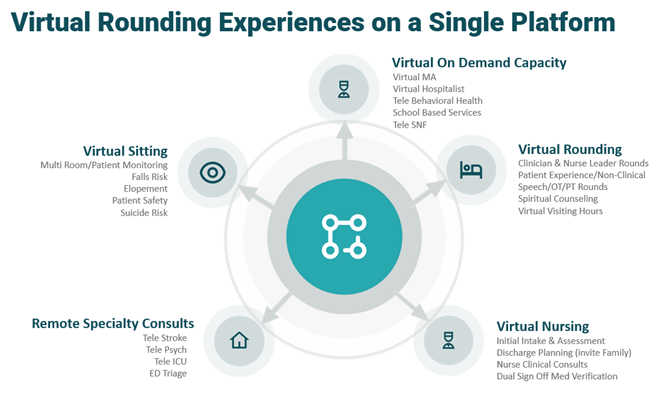 Virtual Rounding Experiences on a Single Platform
Virtual On Demand Capacity
Virtual MA
Virtual Hospitalist
Tele Behavioral Health
School Based Services
Tele SNF
Virtual Sitting
Multi Room/Patient Monitoring
Falls Risk
Elopement
Patient Safety
Suicide Risk
Virtual Rounding
Clinician & Nurse Leader Rounds
Patient Experience/Non-Clinical
Speech/OT/PT Rounds
Spiritual Counseling
Virtual Visiting Hours
Remote Specialty Consults
Tele Stroke
Tele Psych
Tele ICU
ED Triage
Virtual Nursing
Initial Intake & Assessment
Discharge Planning (invite Family)
Nurse Clinical Consults
Dual Sign Off Med Verification